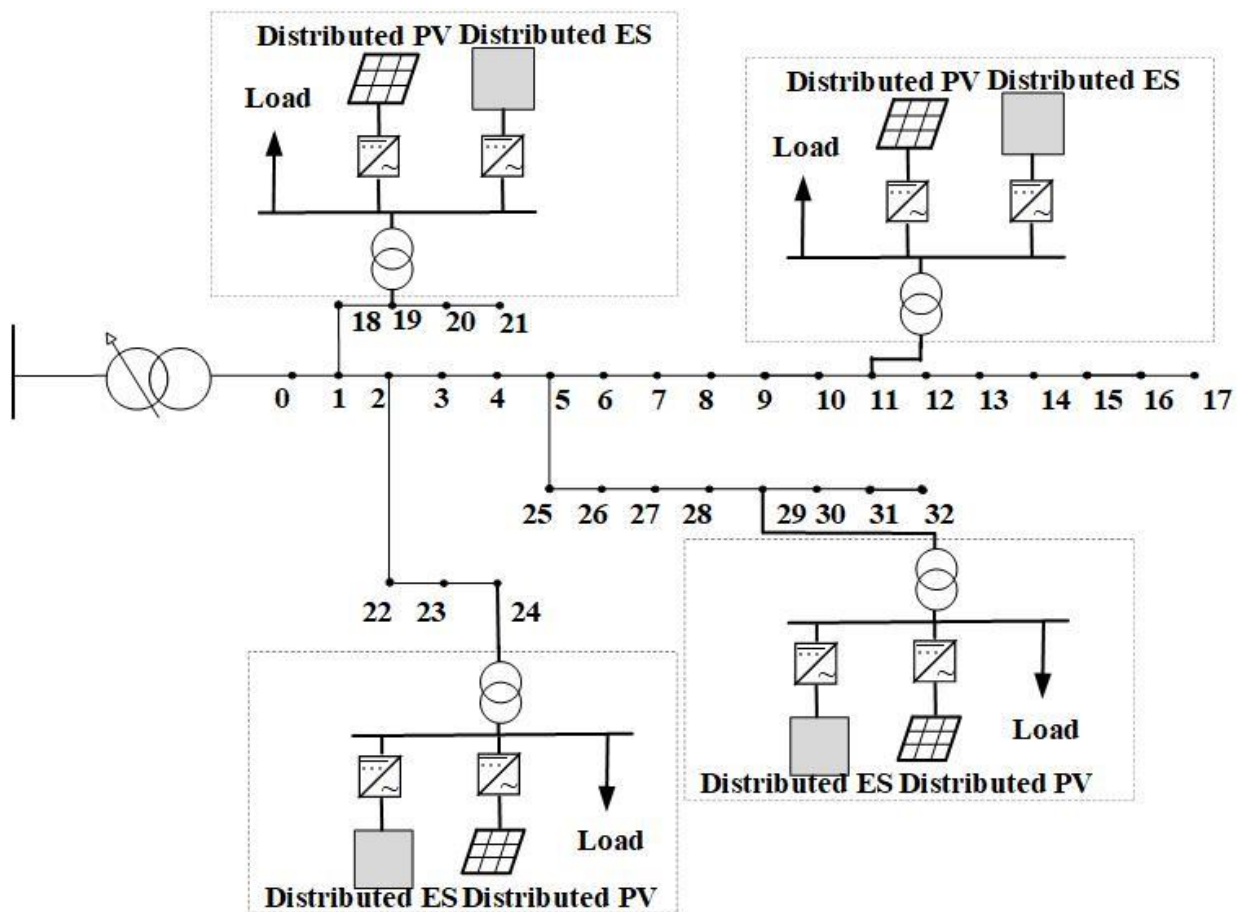 Distributed PV Distributed ES
Load
Distributed PV Distributed ES
Load
18 19 20 21
0 1 2 3 4 5 6 7 8 9 10 11 12 13 14 15 16 17
25 26 27 28 29 30 31 32
22 23 24
Load
Distributed ES Distributed PV
Load
Distributed ES Distributed PV